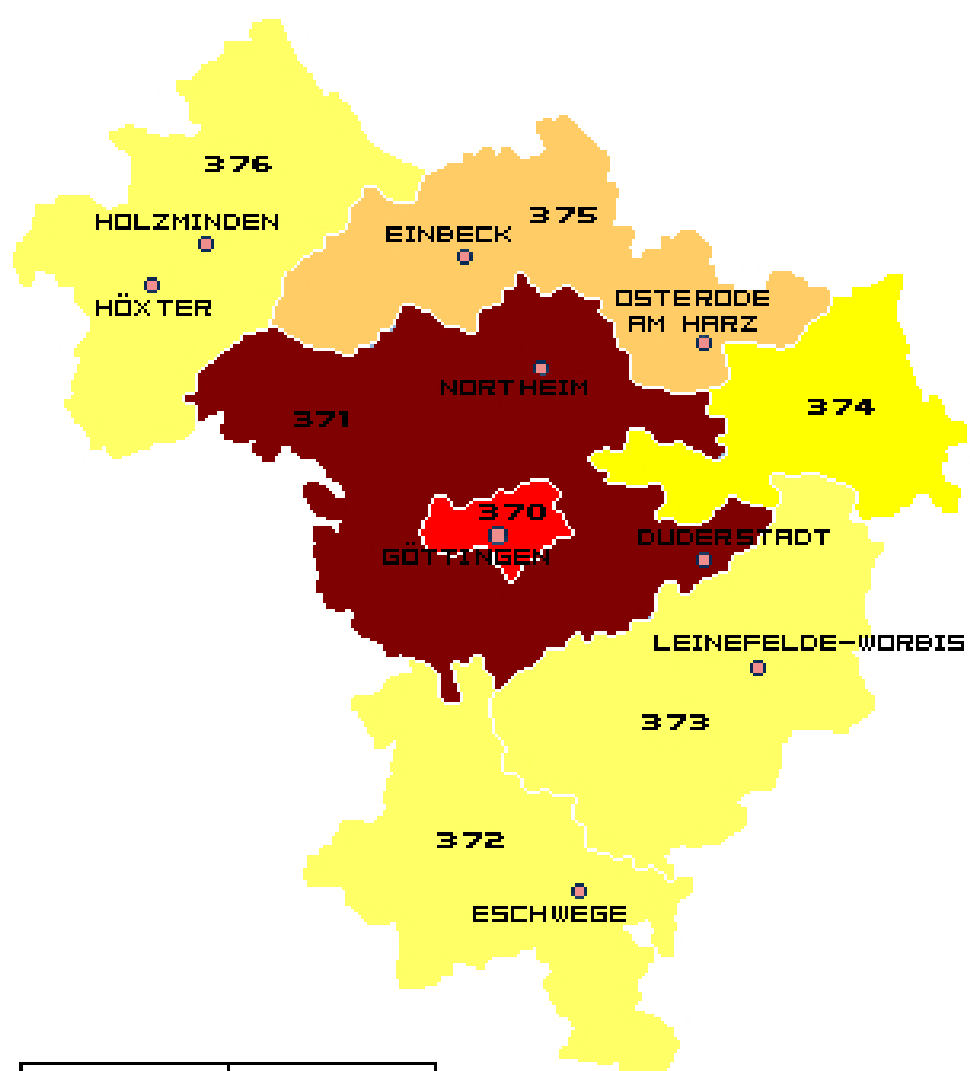 376
HOLZMINDEN
HÖXTER
375
EINBECK
OSTERODE
AM HARZ
NORTHEIM
371
374
370
GÖTTINGEN
DUDERSTADT
LEINEFELDE-WORBIS
373
372
ESCHWEGE